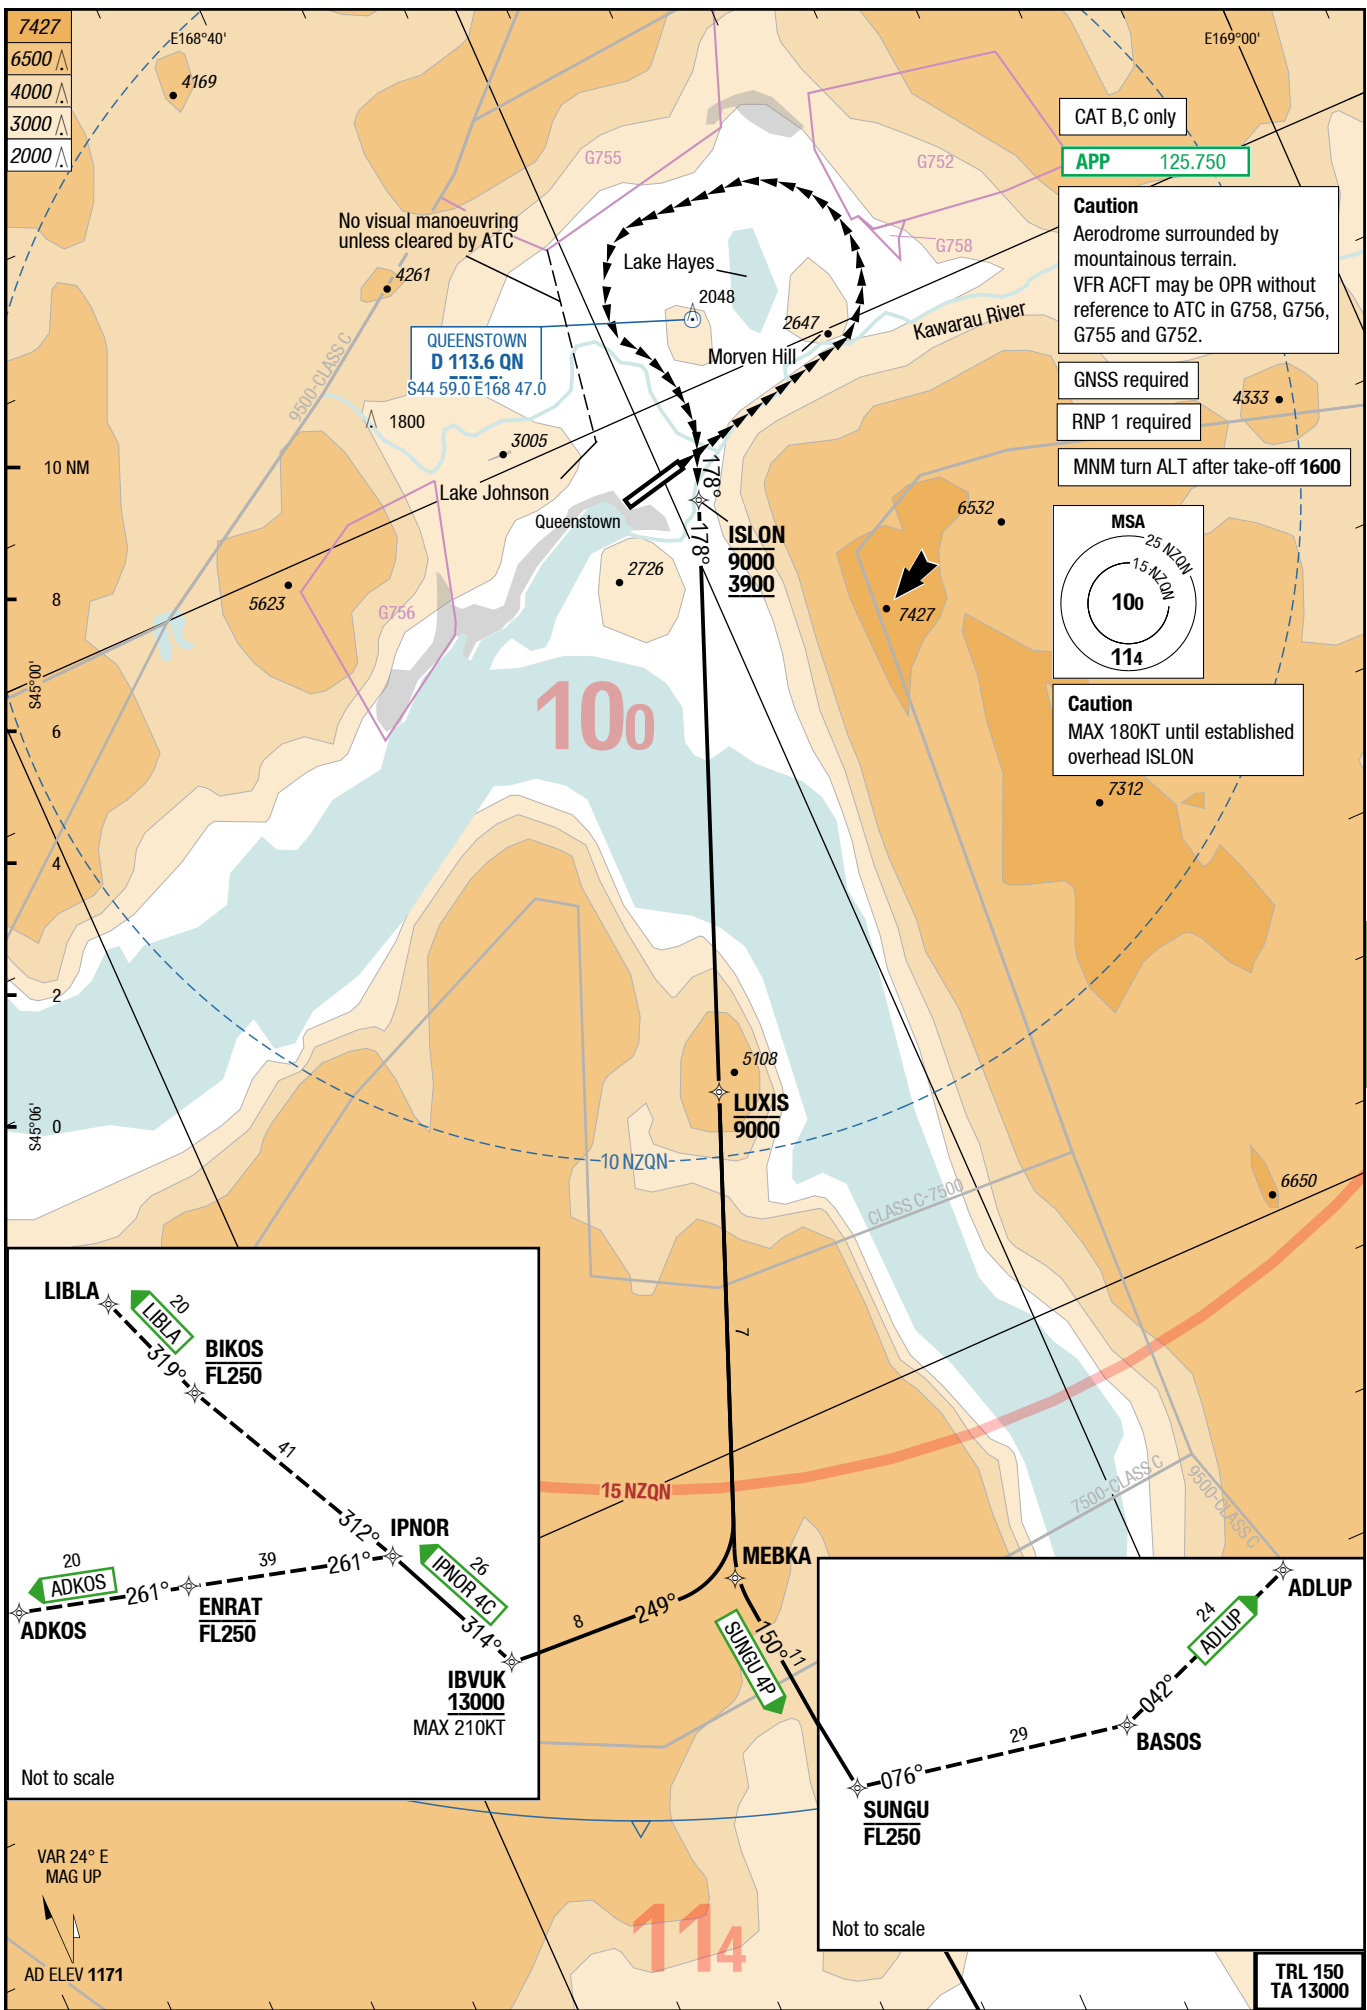 7427
6500
4000
3000
2000
E168°40'
E169°00'
4169
G755
G752
CAT B,C only
APP 125.750
Caution
Aerodrome surrounded by
mountainous terrain.
VFR ACFT may be OPR without
reference to ATC in G758, G756,
G755 and G752.
No visual manoeuvring
unless cleared by ATC
G758
Lake Hayes
4261
2048
2647
Kawarau River
9500-CLASS C
QUEENSTOWN
D 113.6 QN
S44 59.0 E168 47.0
Morven Hill
GNSS required
4333
RNP 1 required
1800
3005
MNM turn ALT after take-off 1600
10 NM
178°
Lake Johnson
Queenstown
6532
MSA
25 NZQN
15 NZQN
100
114
178°
ISLON
9000
3900
2726
7427
8
5623
G756
S45°00'
100
Caution
MAX 180KT until established
overhead ISLON
6
7312
4
2
5108
LUXIS
9000
S45°06'
0
10 NZQN
CLASS C-7500
6650
LIBLA
20
LIBLA
319°
BIKOS
FL250
7
41
15 NZQN
7500-CLASS C
9500-CLASS C
312°
IPNOR
20
ADKOS
39
261°
26
IPNOR 4C
MEBKA
ADLUP
261°
ENRAT
FL250
ADKOS
314°
8
249°
SUNGU 4P
150°
11
24
ADLUP
IBVUK
13000
MAX 210KT
042°
29
BASOS
Not to scale
076°
SUNGU
FL250
VAR 24° E
MAG UP
114
Not to scale
AD ELEV 1171
TRL 150
TA 13000